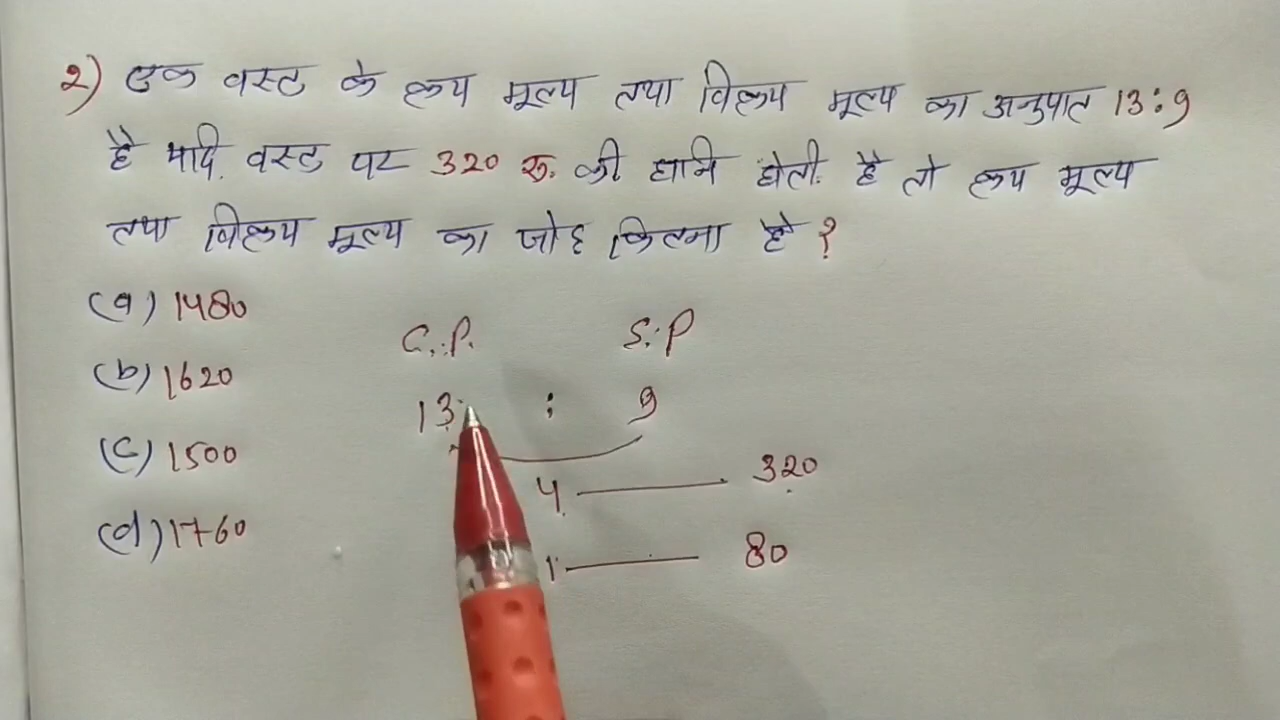 २) एक वस्तु के क्रय मूल्य तथा विक्रय मूल्य का अनुपात 13:9
है यदि वस्तु पर 320 रु. की हानि होती है तो क्रय मूल्य
तथा विक्रय मूल्य का जोड़ कितना है ?
(a) 1480
(b) 1620
(c) 1500
(d) 1760
C.P. S.P
13 : 9
4 — 320
1 — 80